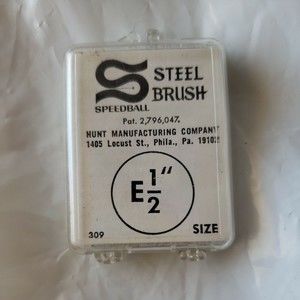 STEEL
BRUSH
SPEEDBALL
Pat. 2,796,047.
HUNT MANUFACTURING COMPANY
1405 Locust St., Phila., Pa. 19102
E 1/2"
309 SIZE